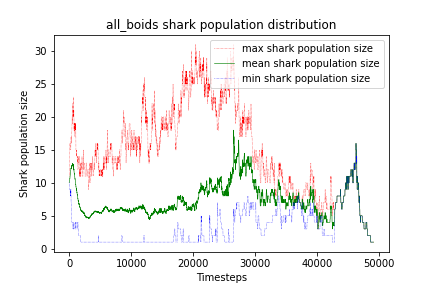 all_boids shark population distribution
max shark population size
mean shark population size
min shark population size
Shark population size
30
25
20
15
10
5
0
0 10000 20000 30000 40000 50000
Timesteps